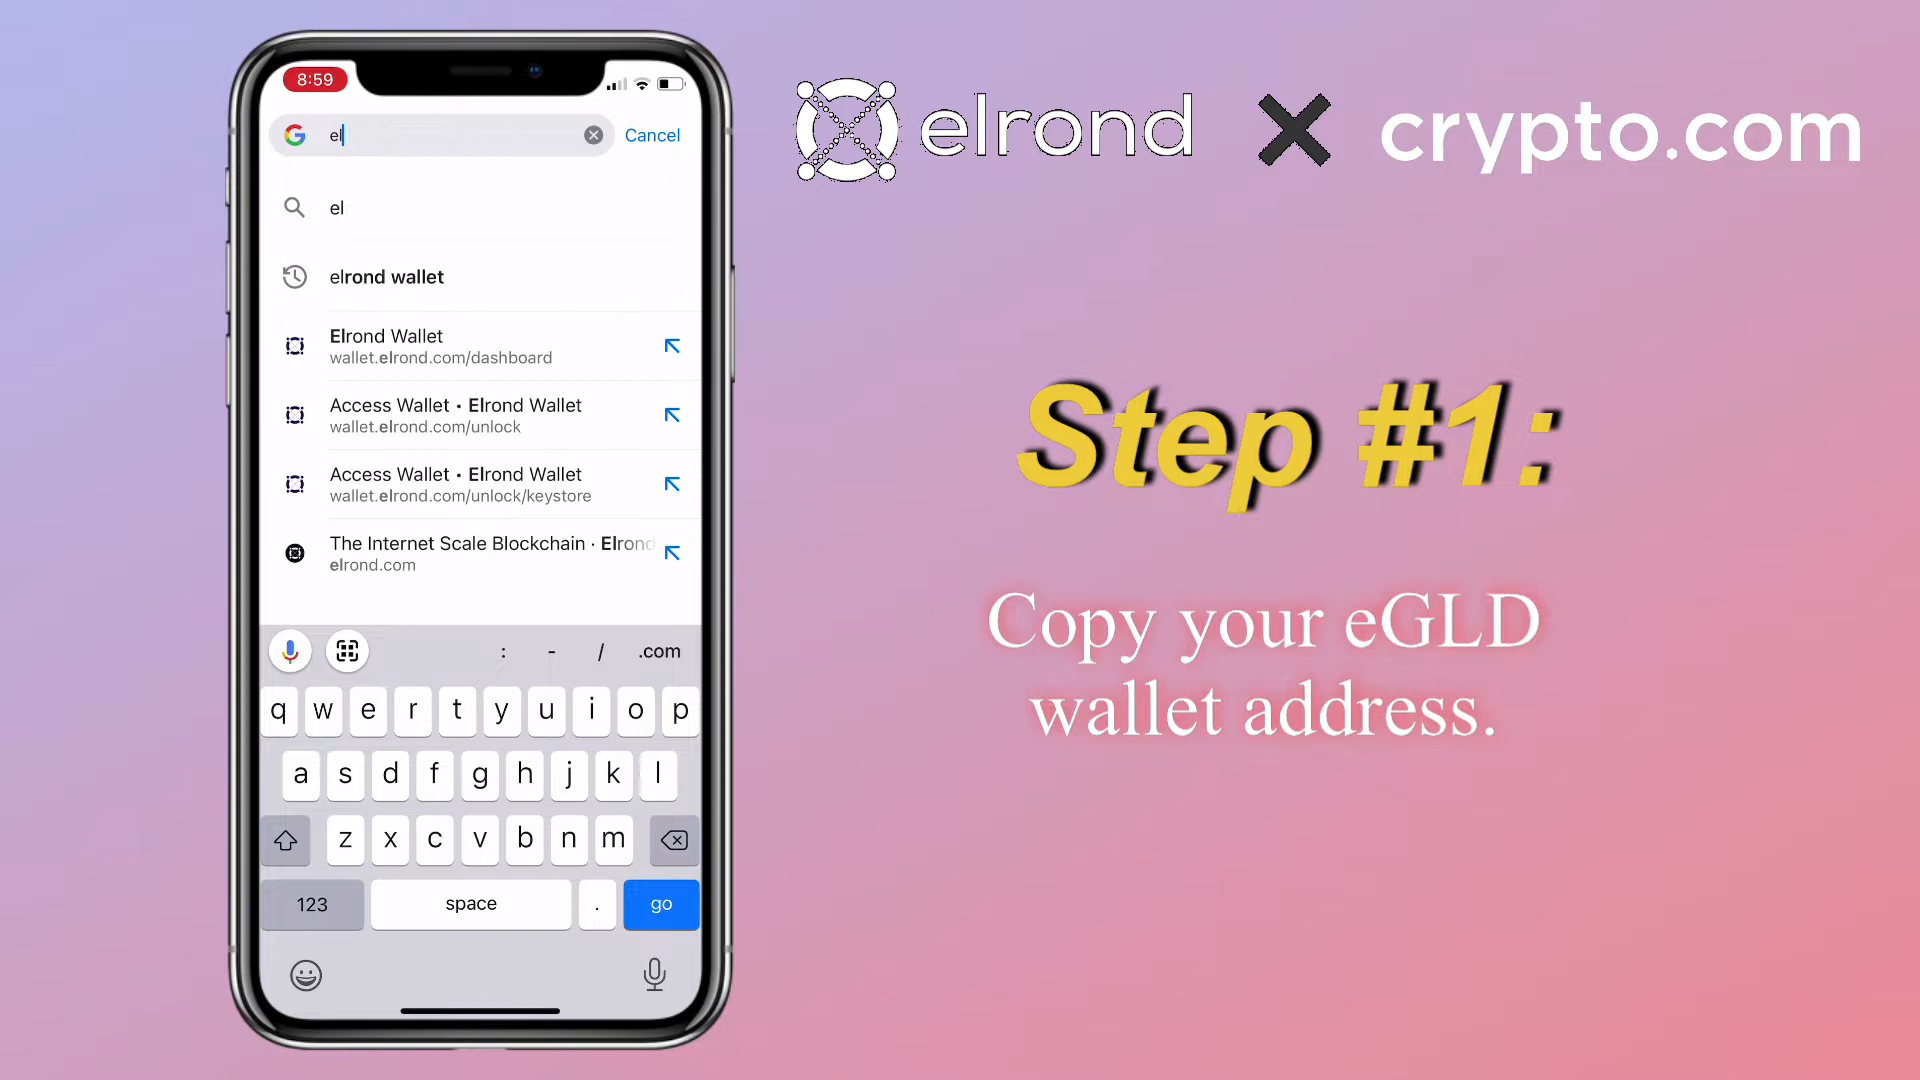 8:59
el
Cancel
el
elrond wallet
Elrond Wallet
wallet.elrond.com/dashboard
Access Wallet • Elrond Wallet
wallet.elrond.com/unlock
Access Wallet • Elrond Wallet
wallet.elrond.com/unlock/keystore
The Internet Scale Blockchain · Elrond
elrond.com
: - / .com
q w e r t y u i o p
a s d f g h j k l
z x c v b n m
123 space . go
elrond
crypto.com
Step #1:
Copy your eGLD
wallet address.